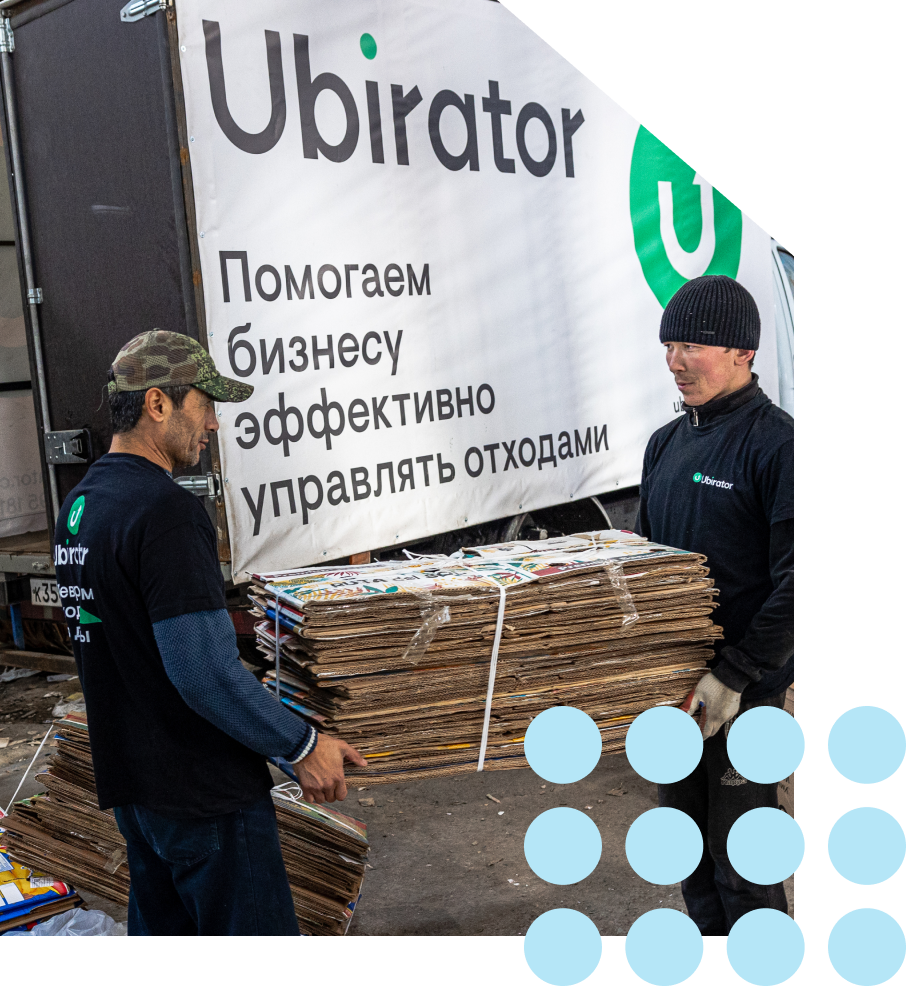 Ubirator
Помогаем
бизнесу
эффективно
управлять отходами
Ubirator